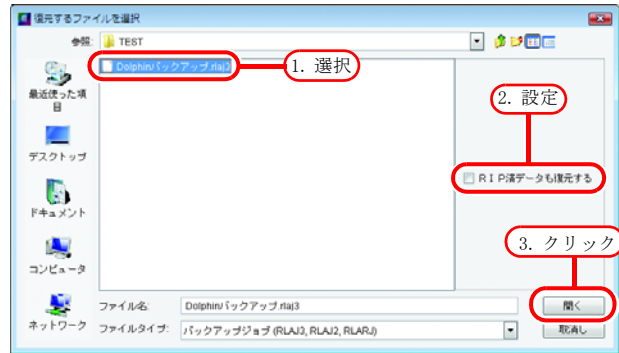 復元するファイルを選択
参照: TEST
Dolphinバックアップ.rlaj3
1. 選択
最近使った項目
2. 設定
デスクトップ
RIP済データも復元する
ドキュメント
3. クリック
コンピュータ
ファイル名: Dolphinバックアップ.rlaj3
開く
ネットワーク
ファイルタイプ: バックアップジョブ (RLAJ3, RLAJ2, RLARJ)
取消し